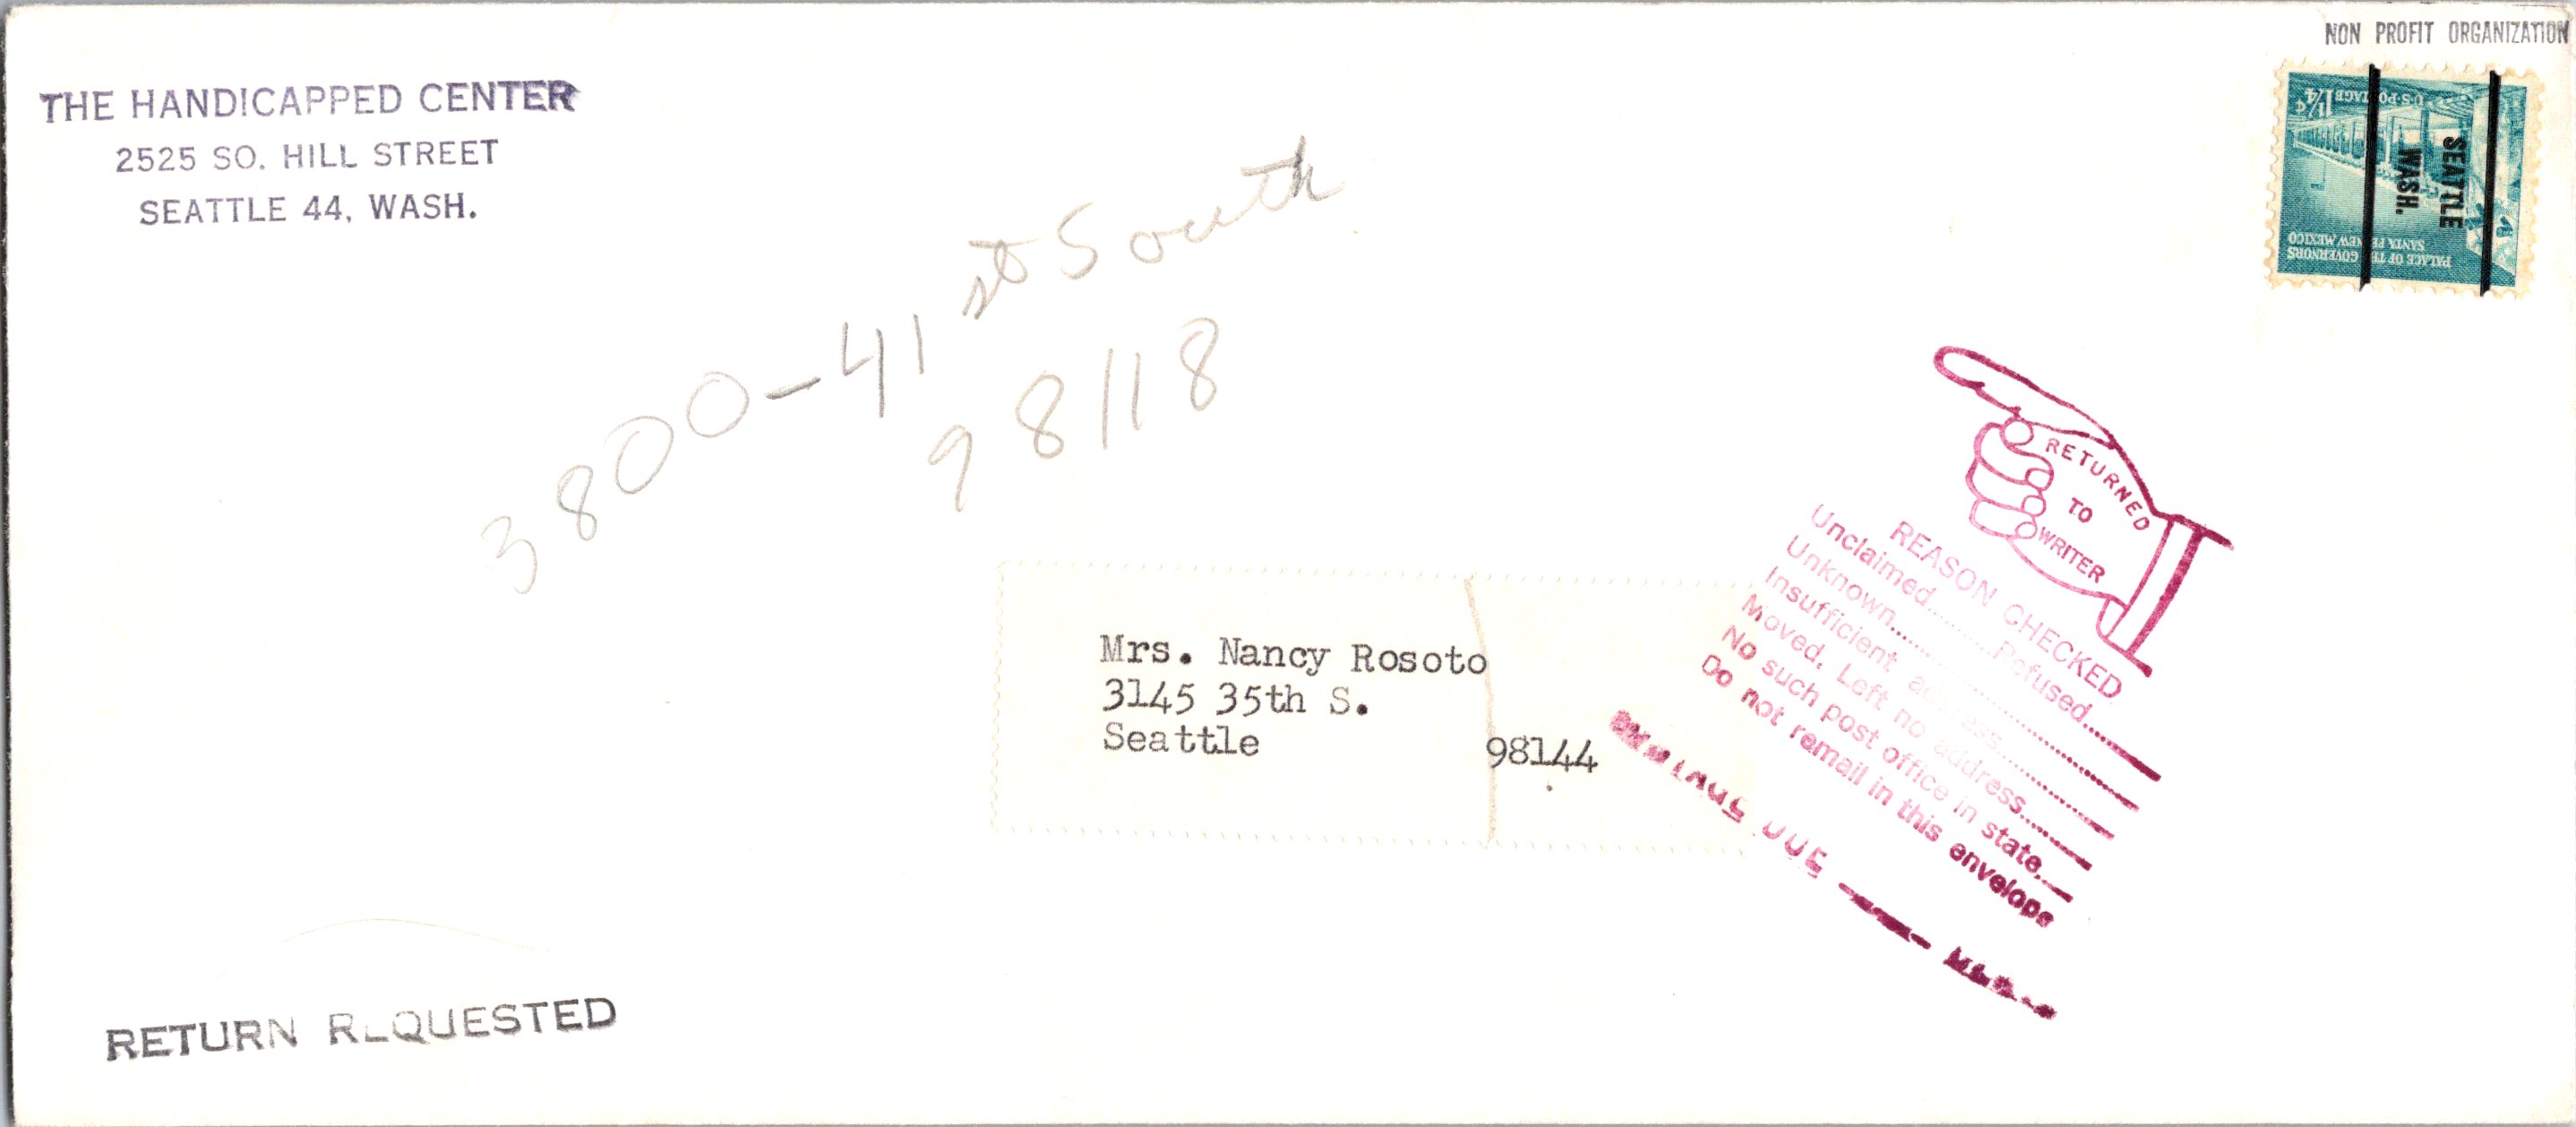 THE HANDICAPPED CENTER
2525 SO. HILL STREET
SEATTLE 44, WASH.
NON PROFIT ORGANIZATION
U·S·POSTAGE 1¼¢
SEATTLE
WASH.
PALACE OF THE GOVERNORS
SANTA FE, NEW MEXICO
3800-41st South
98118
RETURNED
TO
WRITER
REASON CHECKED
Unclaimed............Refused........
Unknown....................
Insufficient address....................
Moved, Left no address............
No such post office in state
Do not remail in this envelope
Mrs. Nancy Rosoto
3145 35th S.
Seattle 98144
RETURN REQUESTED